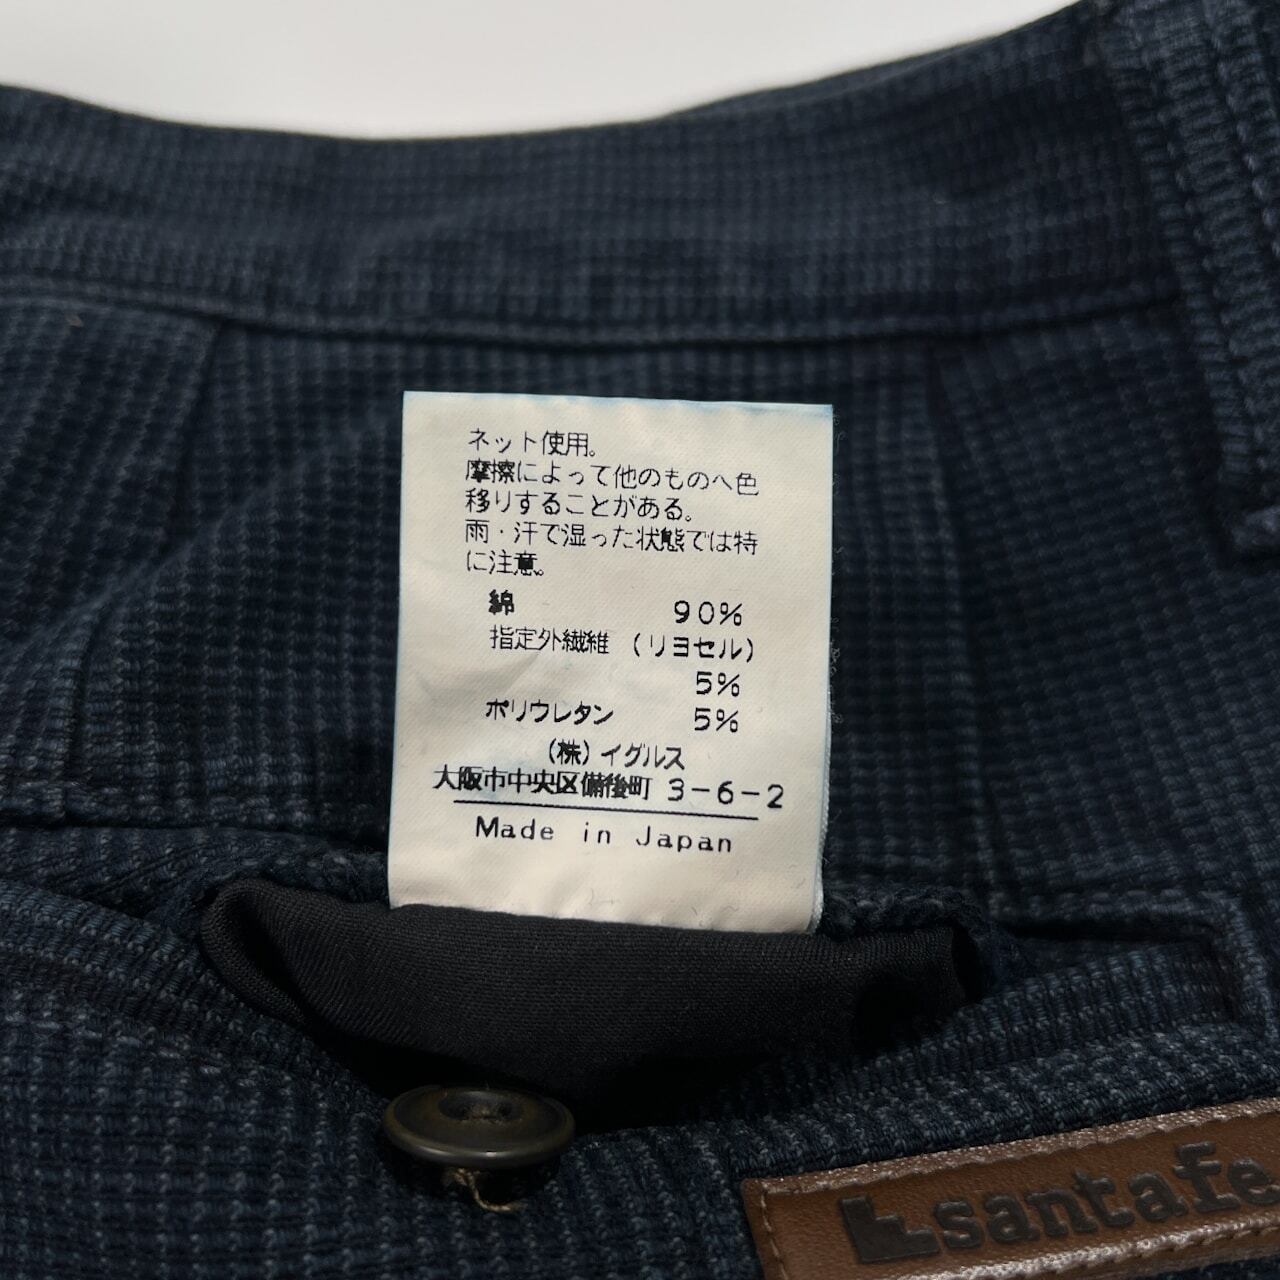 ネット使用。
摩擦によって他のものへ色
移りすることがある。
雨・汗で湿った状態では特
に注意。
綿 90%
指定外繊維 (リヨセル)
5%
ポリウレタン 5%
(株)イグルス
大阪市中央区備後町 3-6-2
Made in Japan
santafe